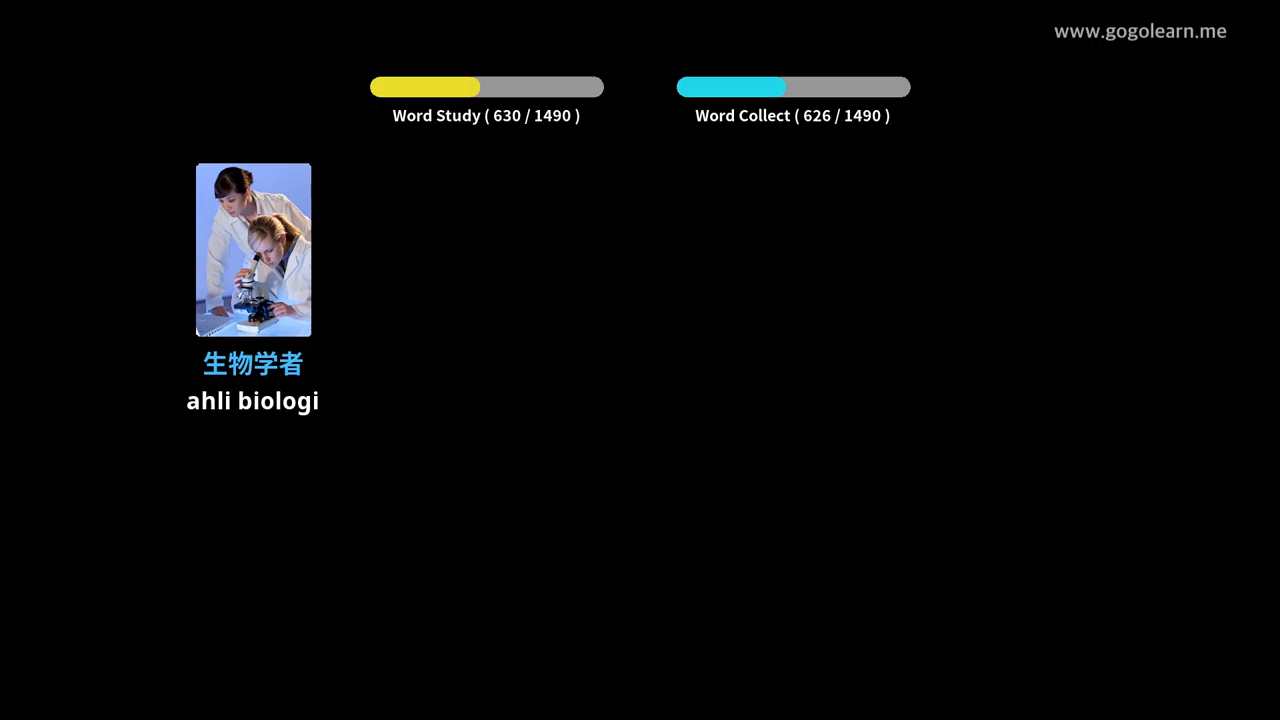 www.gogolearn.me
Word Study ( 630 / 1490 )
Word Collect ( 626 / 1490 )
生物学者
ahli biologi